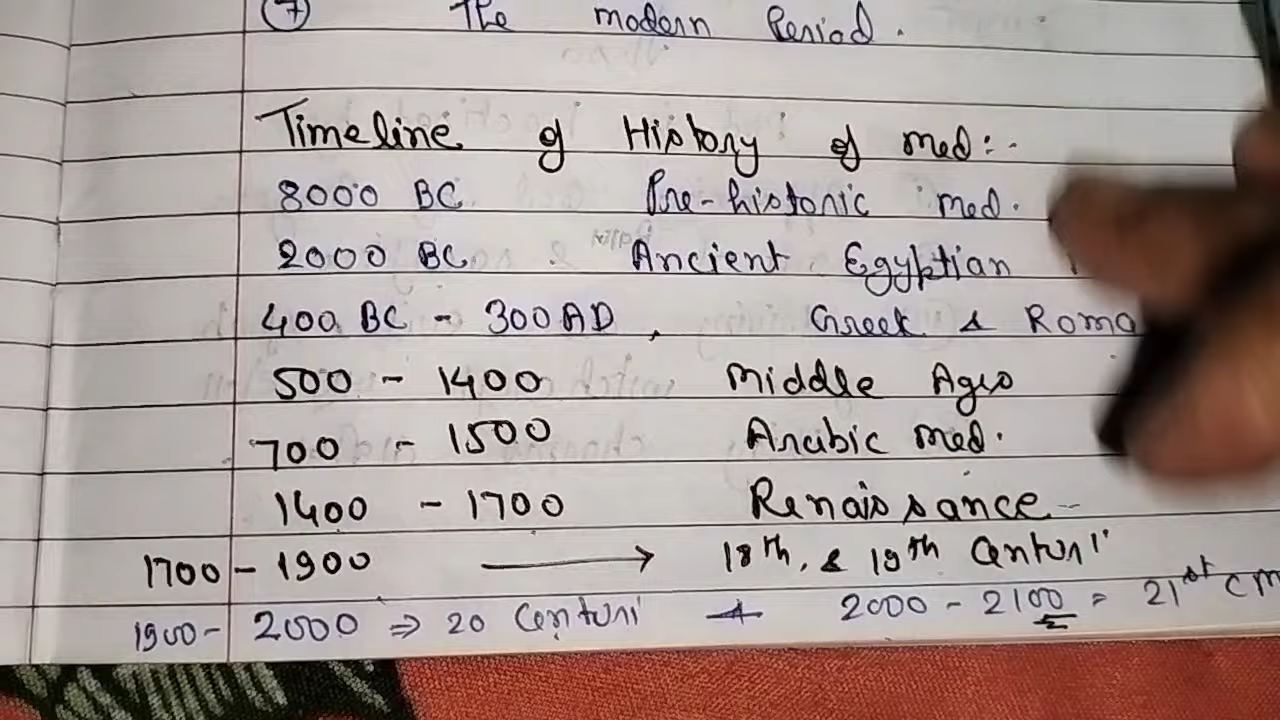 7 The modern Period.
Timeline of History of med:-
8000 BC Pre-historic med.
2000 BC Ancient Egyptian
400 BC - 300 AD, Greek & Roma
500 - 1400 Middle Ages
700 - 1500 Arabic med.
1400 - 1700 Renaissance
1700 - 1900 → 18th, & 19th Centuri
1900 - 2000 ⇒ 20 Centuri & 2000 - 2100 = 21st